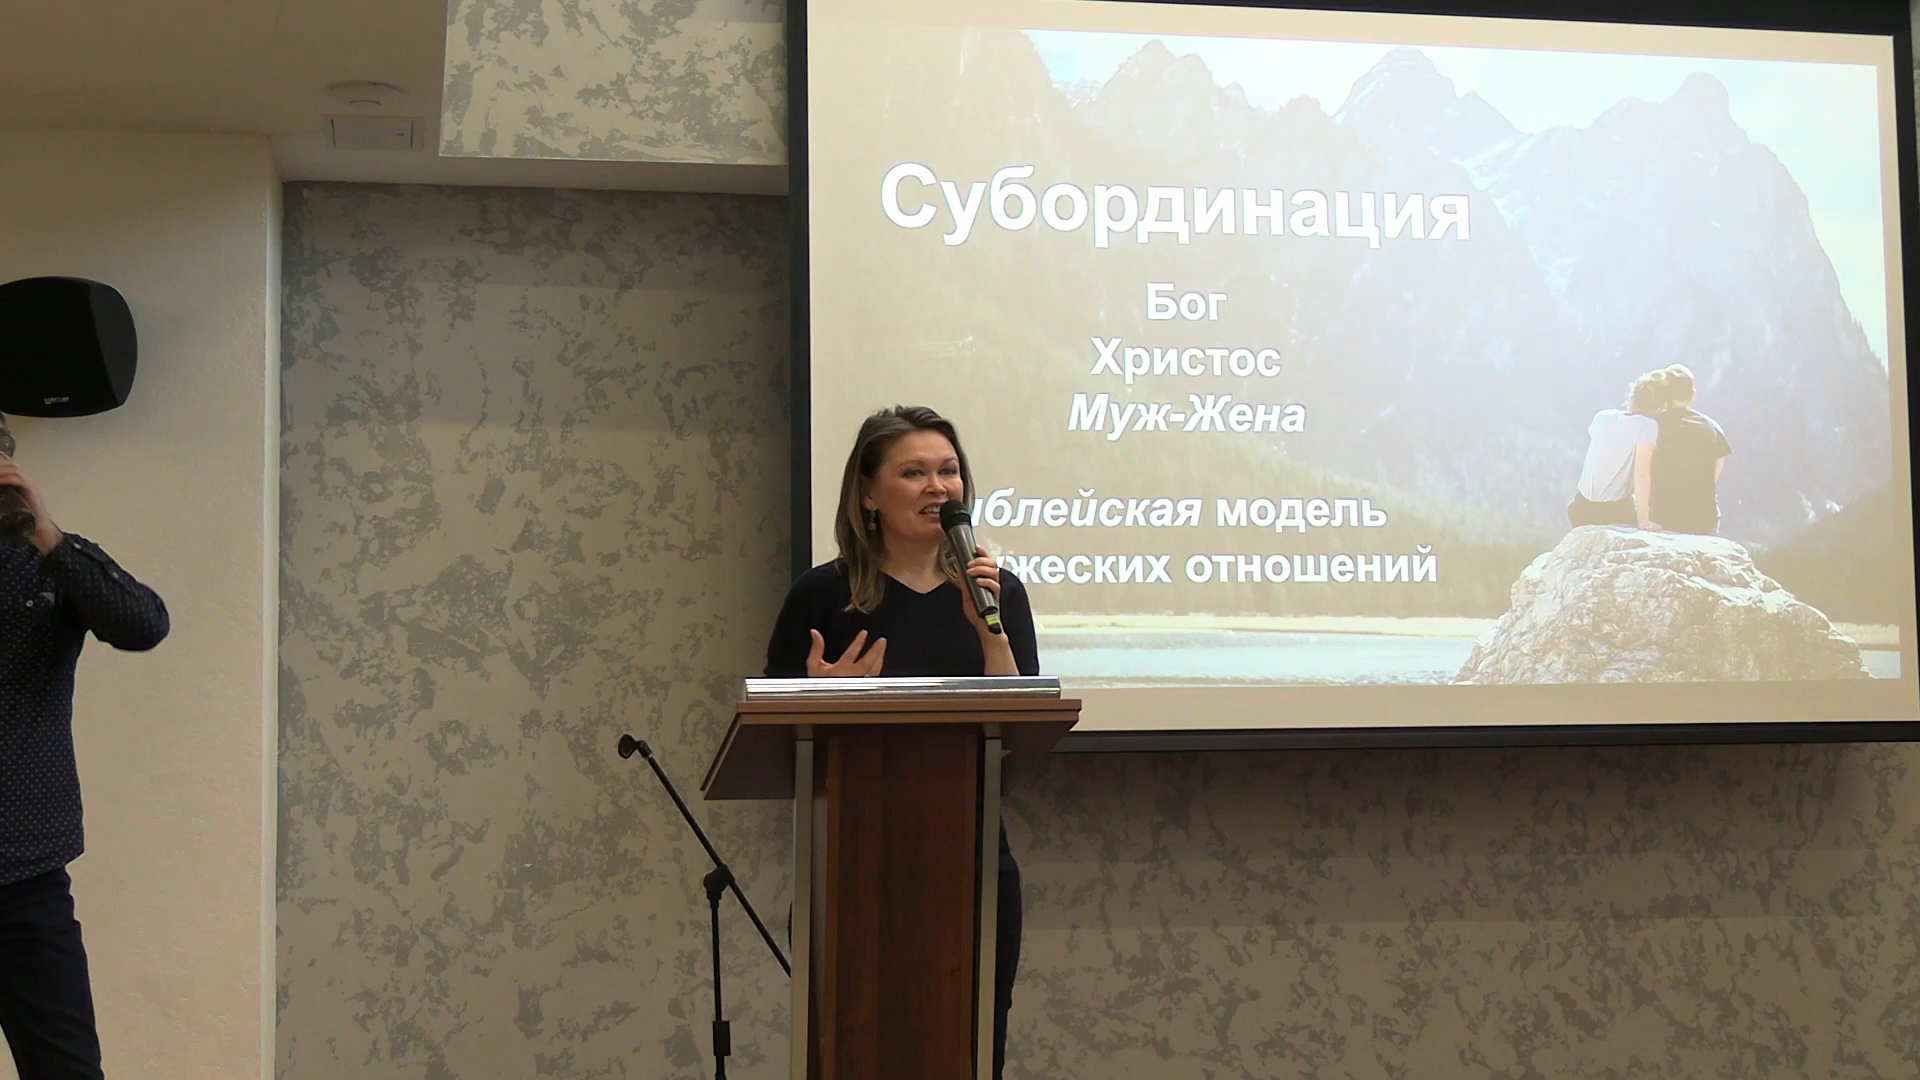 Субординация
Бог
Христос
Муж-Жена
модель
отношений